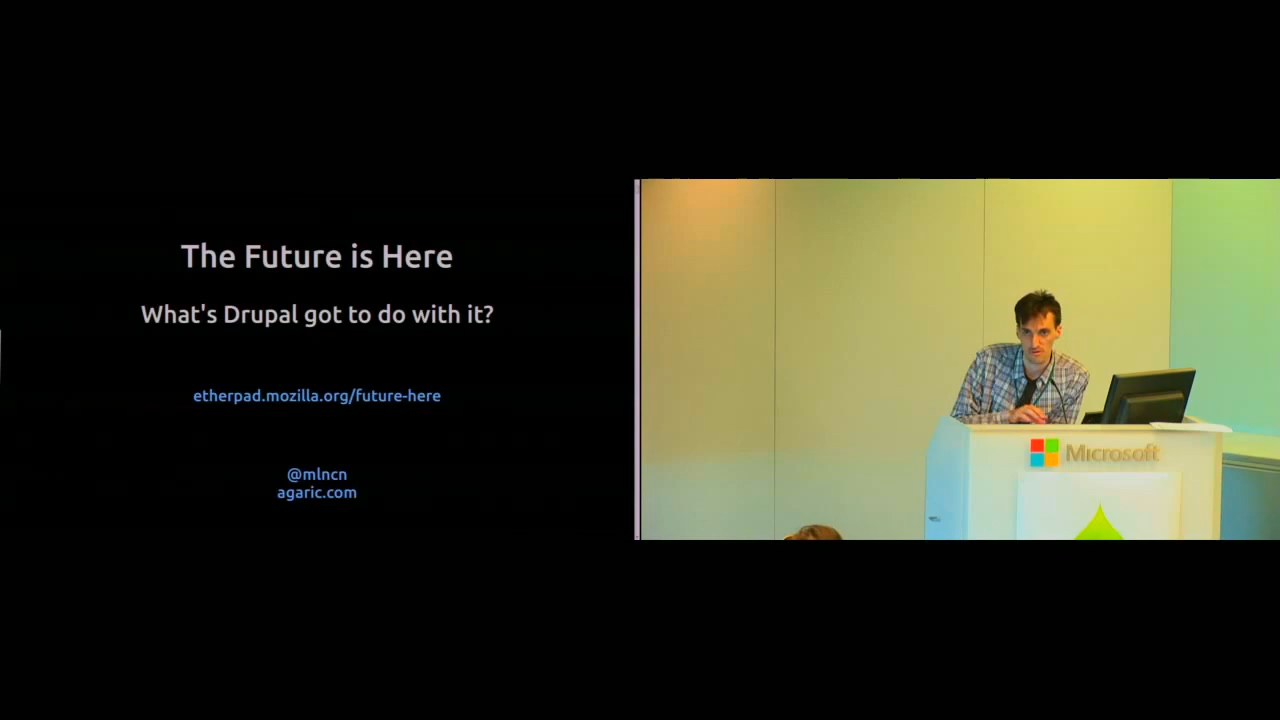 The Future is Here
What's Drupal got to do with it?
etherpad.mozilla.org/future-here
@mlncn
agaric.com
Microsoft